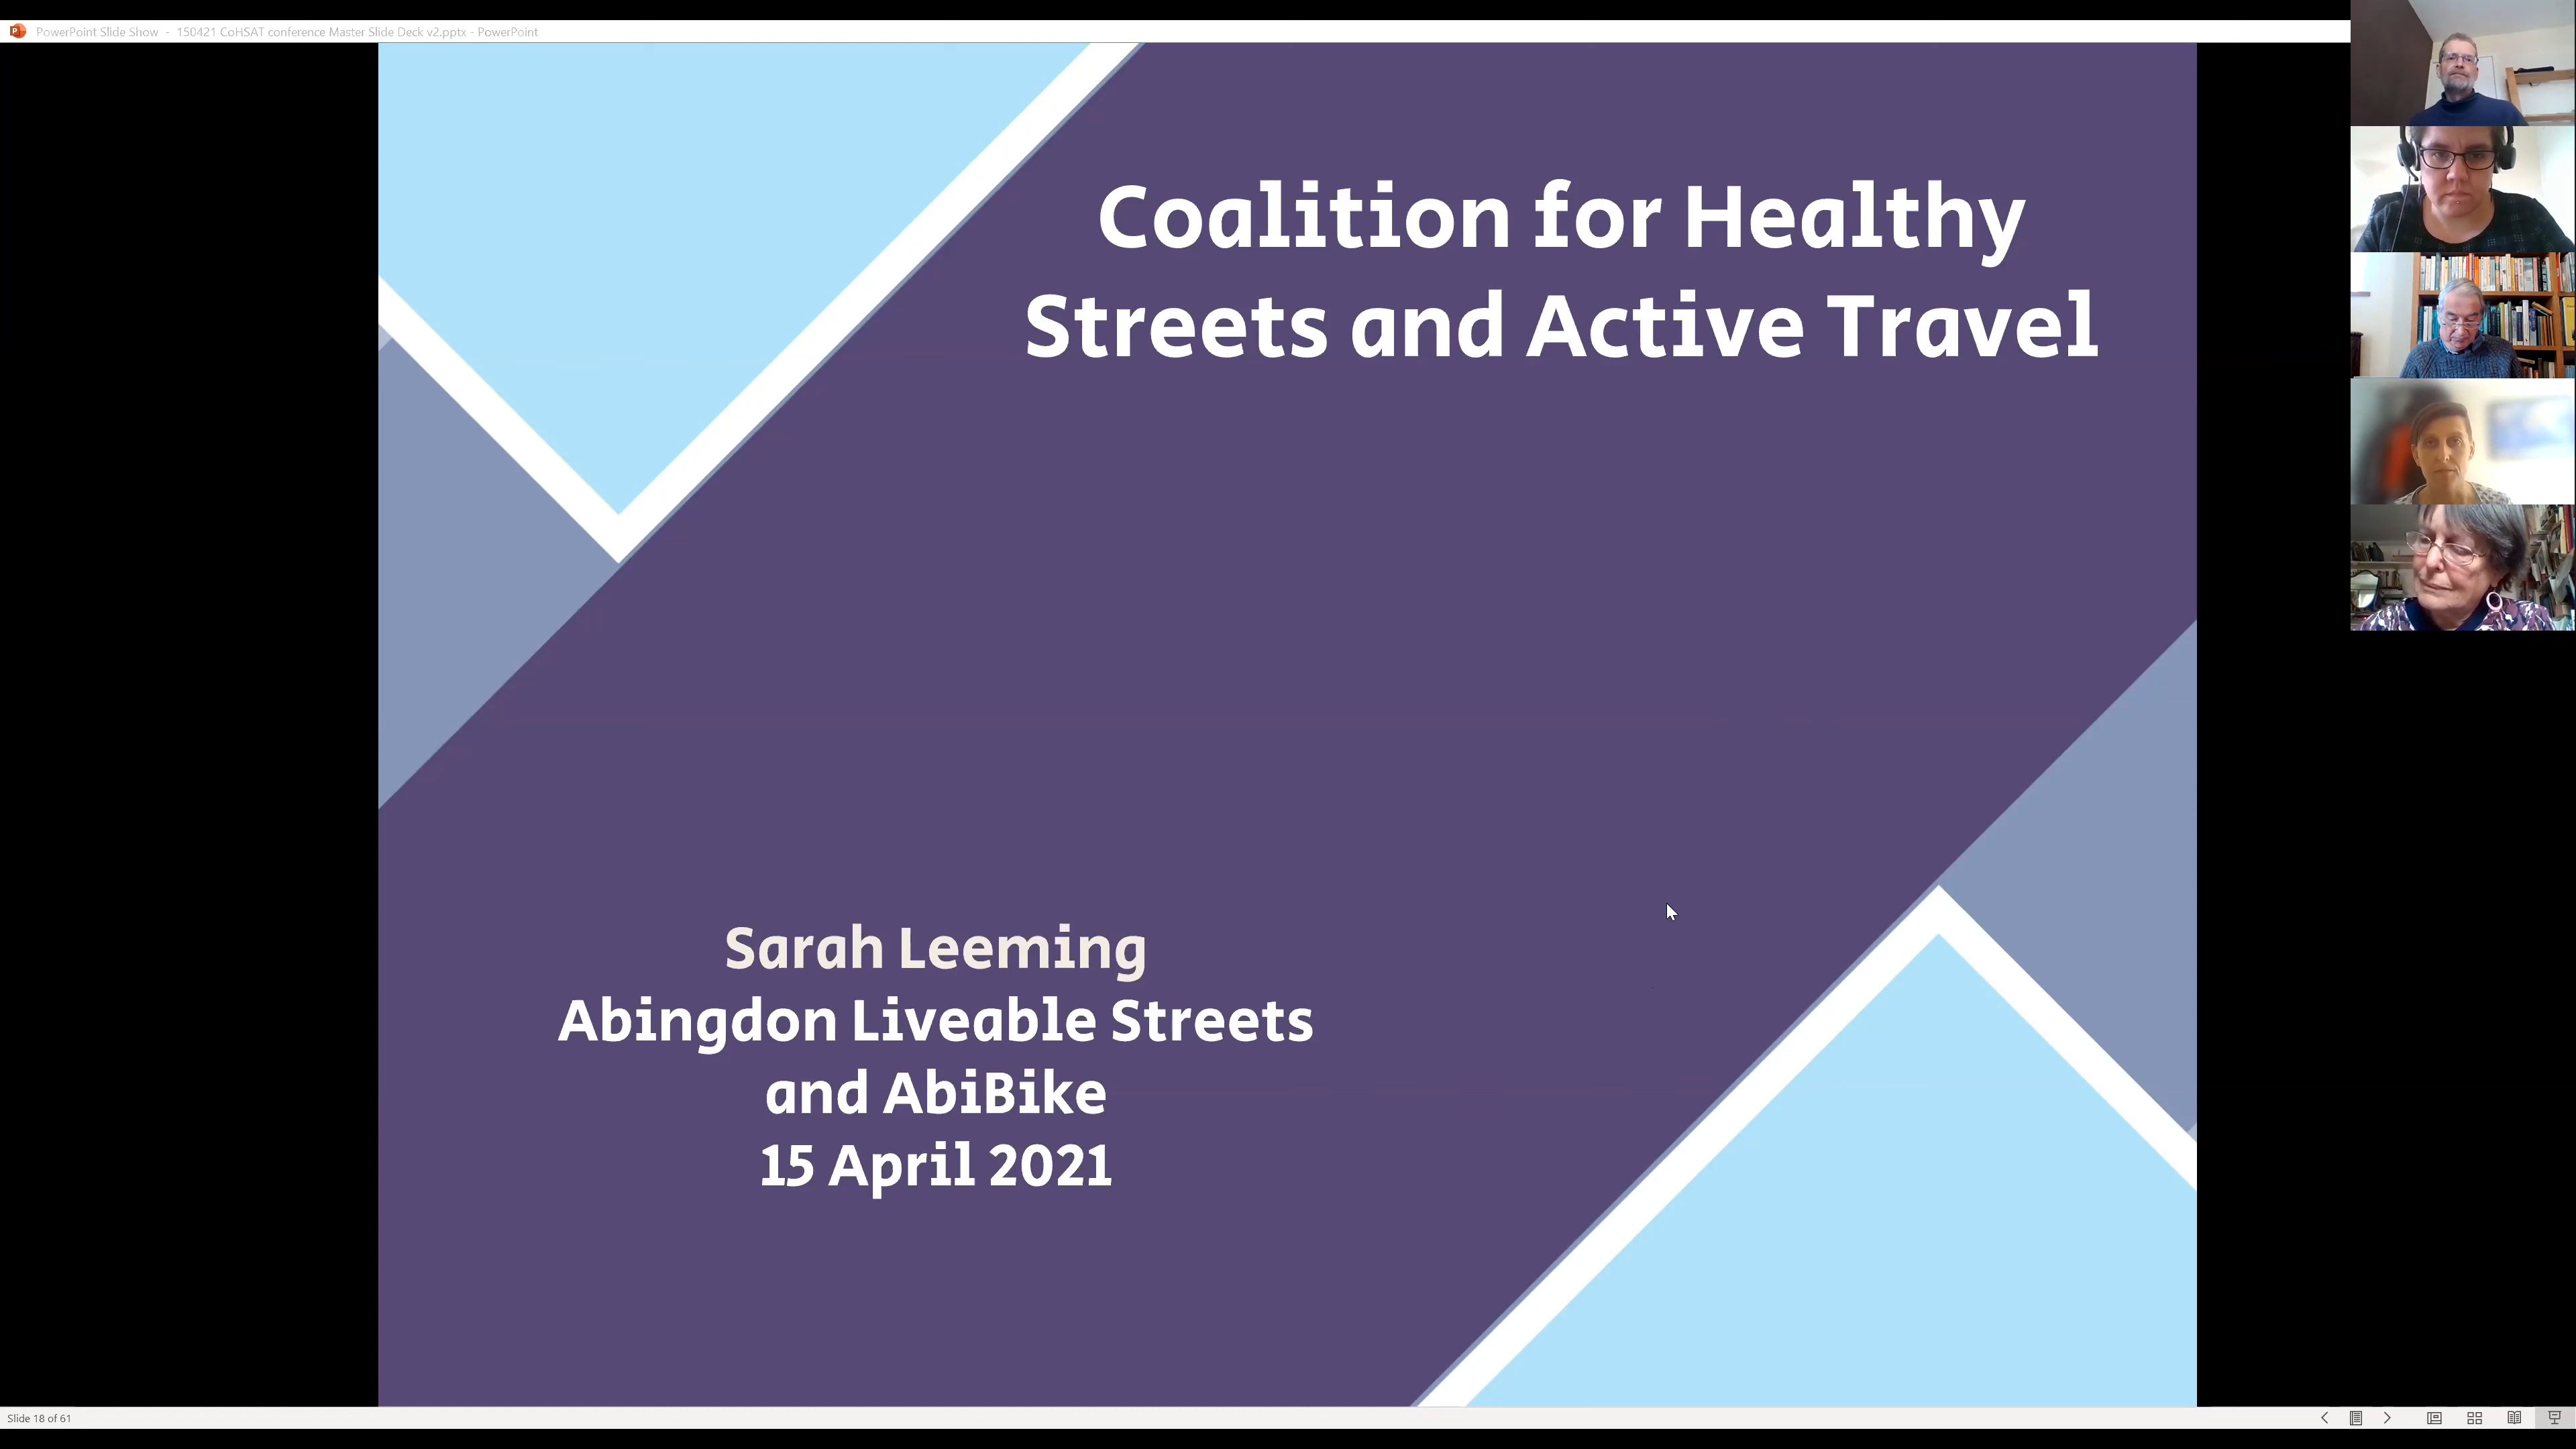 PowerPoint Slide Show - 150421 CoHSAT conference Master Slide Deck v2.pptx - PowerPoint
Coalition for Healthy
Streets and Active Travel
Sarah Leeming
Abingdon Liveable Streets
and AbiBike
15 April 2021
Slide 18 of 61